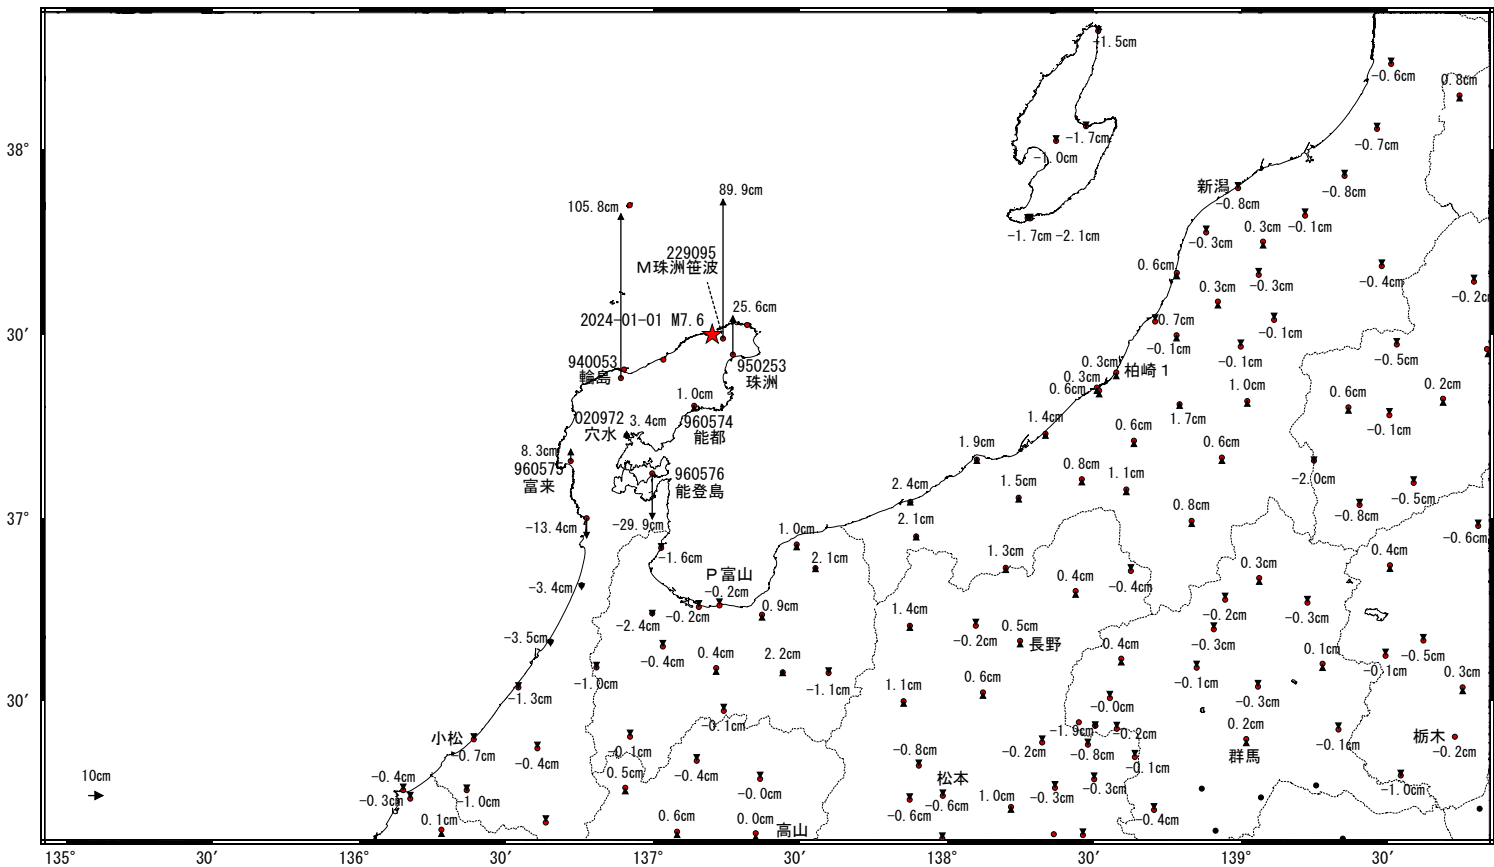 -1.5cm
-0.6cm
0.8cm
38°
-1.7cm
-1.0cm
-0.7cm
105.8cm
89.9cm
新潟
-0.8cm
-0.8cm
-1.7cm
-2.1cm
-0.3cm
0.3cm
-0.1cm
229095
M珠洲笹波
0.6cm
0.3cm
-0.3cm
-0.4cm
-0.2c
25.6cm
2024-01-01 M7.6
30′
0.7cm
-0.1cm
-0.1cm
-0.1cm
-0.5cm
940053
輪島
950253
珠洲
0.3cm
0.3cm
0.6cm
柏崎1
1.0cm
1.0cm
1.7cm
0.6cm
0.2cm
-0.1cm
020972
穴水
3.4cm
960574
能都
1.4cm
0.6cm
0.6cm
8.3cm
960575
富来
960576
能登島
1.9cm
1.5cm
0.8cm
1.1cm
-2.0cm
-0.5cm
2.4cm
2.1cm
0.8cm
-0.8cm
37°
-13.4cm
-29.9cm
1.0cm
-0.6c
-1.6cm
2.1cm
1.3cm
-0.4cm
0.3cm
0.4cm
P富山
-0.2cm
-3.4cm
-0.2cm
0.9cm
0.4cm
-0.2cm
-0.3cm
-2.4cm
1.4cm
-0.2cm
0.5cm
長野
-0.3cm
-3.5cm
-0.4cm
0.4cm
2.2cm
0.4cm
0.1cm
-0.1cm
-0.5cm
-1.0cm
-1.1cm
-0.1cm
0.3cm
30′
-1.3cm
1.1cm
0.6cm
-0.0cm
-0.3cm
-0.1cm
-1.9cm
-0.2cm
0.2cm
群馬
-0.1cm
栃木
-0.2cm
小松
-0.7cm
-0.1cm
-0.4cm
-0.8cm
-0.2cm
-0.8cm
-0.1cm
10cm
-0.4cm
-0.3cm
-1.0cm
-0.4cm
0.5cm
-0.0cm
松本
-0.6cm
-0.6cm
1.0cm
-0.3cm
-0.3cm
-1.0cm
0.1cm
0.6cm
0.0cm
高山
-0.4cm
135°
30′
136°
30′
137°
30′
138°
30′
139°
30′